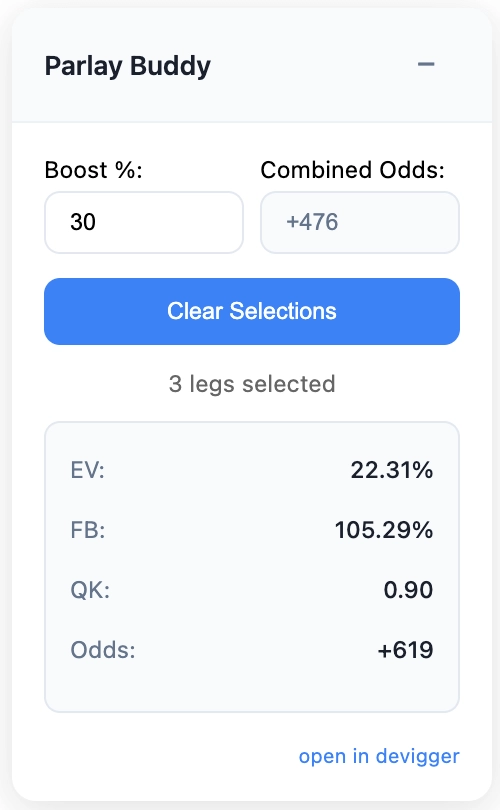 Parlay Buddy −
Boost %: Combined Odds:
30 +476
Clear Selections
3 legs selected
EV: 22.31%
FB: 105.29%
QK: 0.90
Odds: +619
open in devigger